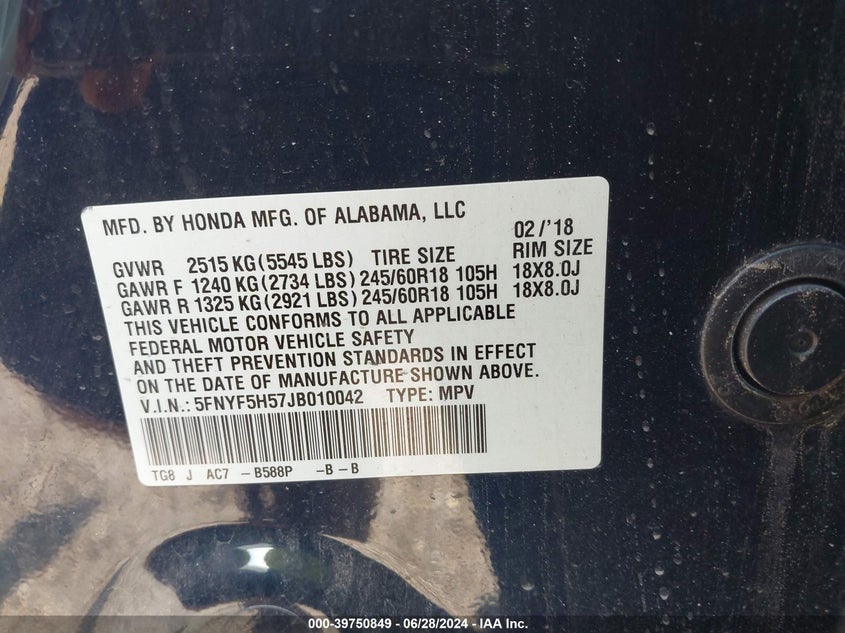 MFD. BY HONDA MFG. OF ALABAMA, LLC 02/'18
GVWR 2515 KG(5545 LBS) TIRE SIZE RIM SIZE
GAWR F 1240 KG(2734 LBS) 245/60R18 105H 18X8.0J
GAWR R 1325 KG(2921 LBS) 245/60R18 105H 18X8.0J
THIS VEHICLE CONFORMS TO ALL APPLICABLE
FEDERAL MOTOR VEHICLE SAFETY
AND THEFT PREVENTION STANDARDS IN EFFECT
ON THE DATE OF MANUFACTURE SHOWN ABOVE.
V.I.N.: 5FNYF5H57JB010042 TYPE: MPV
TG8 J AC7 -B588P -B-B
000-39750849 | 06/28/2024 | IAA Inc.